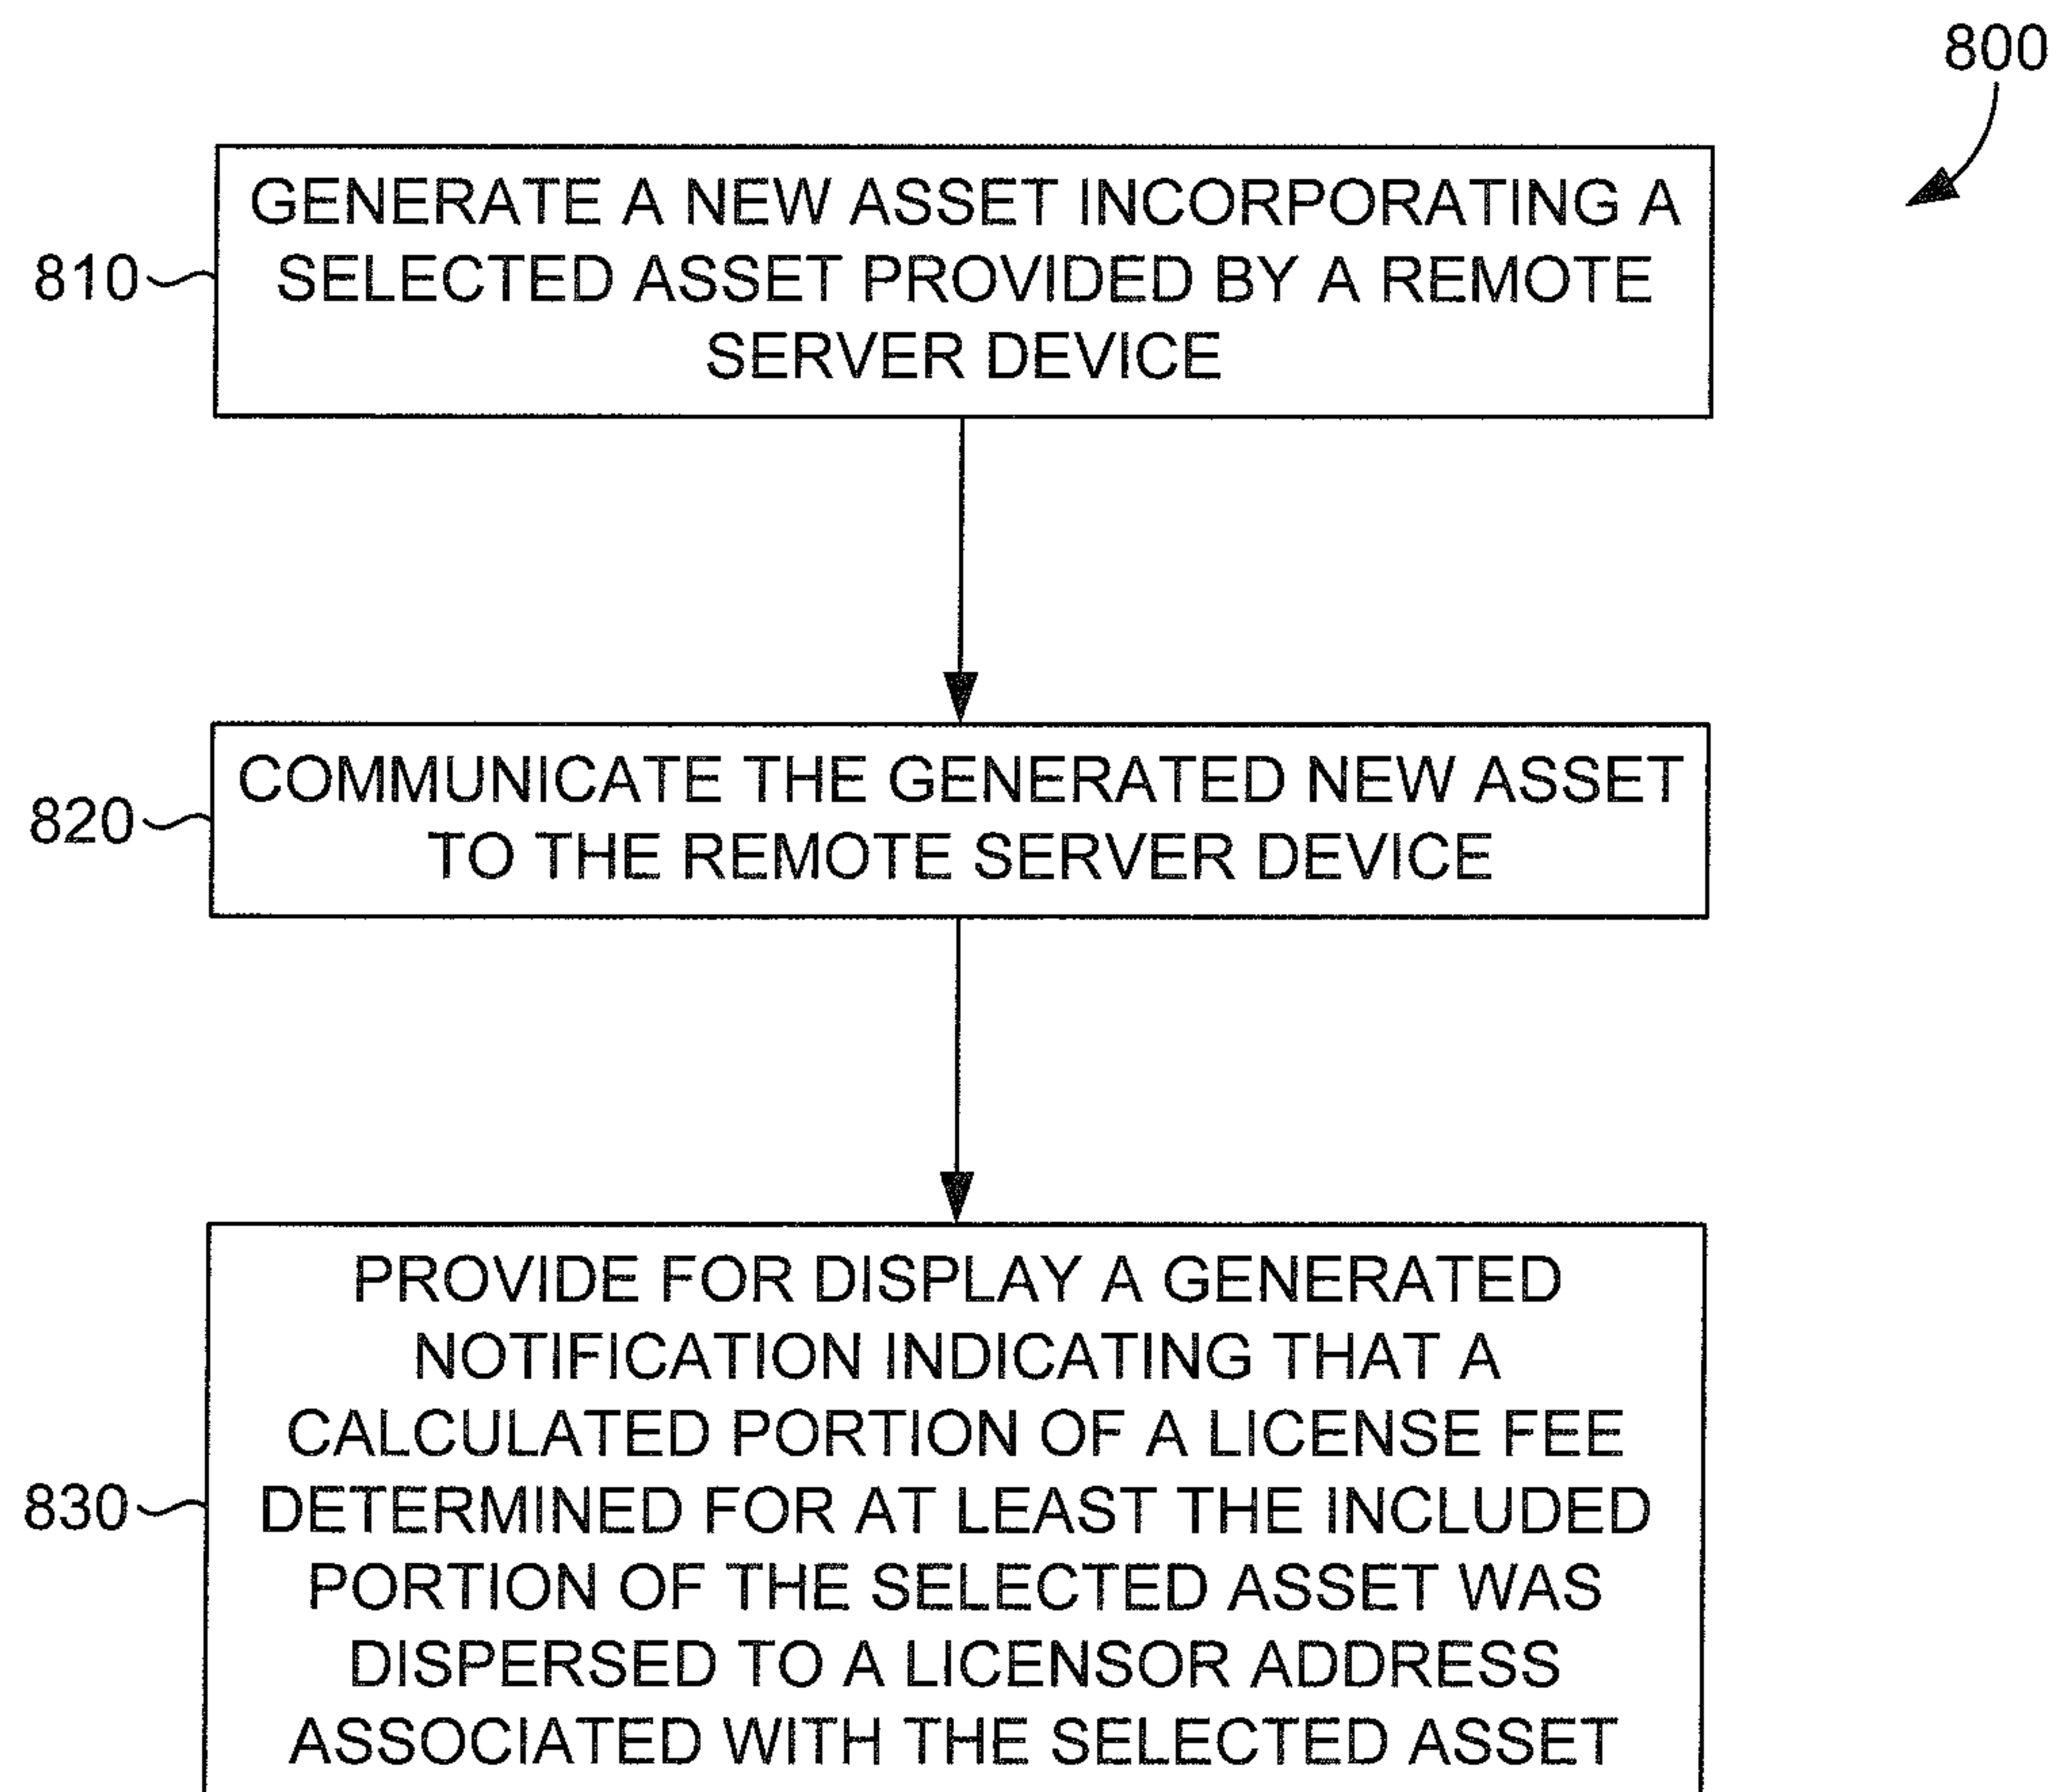 800
810
GENERATE A NEW ASSET INCORPORATING A
SELECTED ASSET PROVIDED BY A REMOTE
SERVER DEVICE
820
COMMUNICATE THE GENERATED NEW ASSET
TO THE REMOTE SERVER DEVICE
830
PROVIDE FOR DISPLAY A GENERATED
NOTIFICATION INDICATING THAT A
CALCULATED PORTION OF A LICENSE FEE
DETERMINED FOR AT LEAST THE INCLUDED
PORTION OF THE SELECTED ASSET WAS
DISPERSED TO A LICENSOR ADDRESS
ASSOCIATED WITH THE SELECTED ASSET